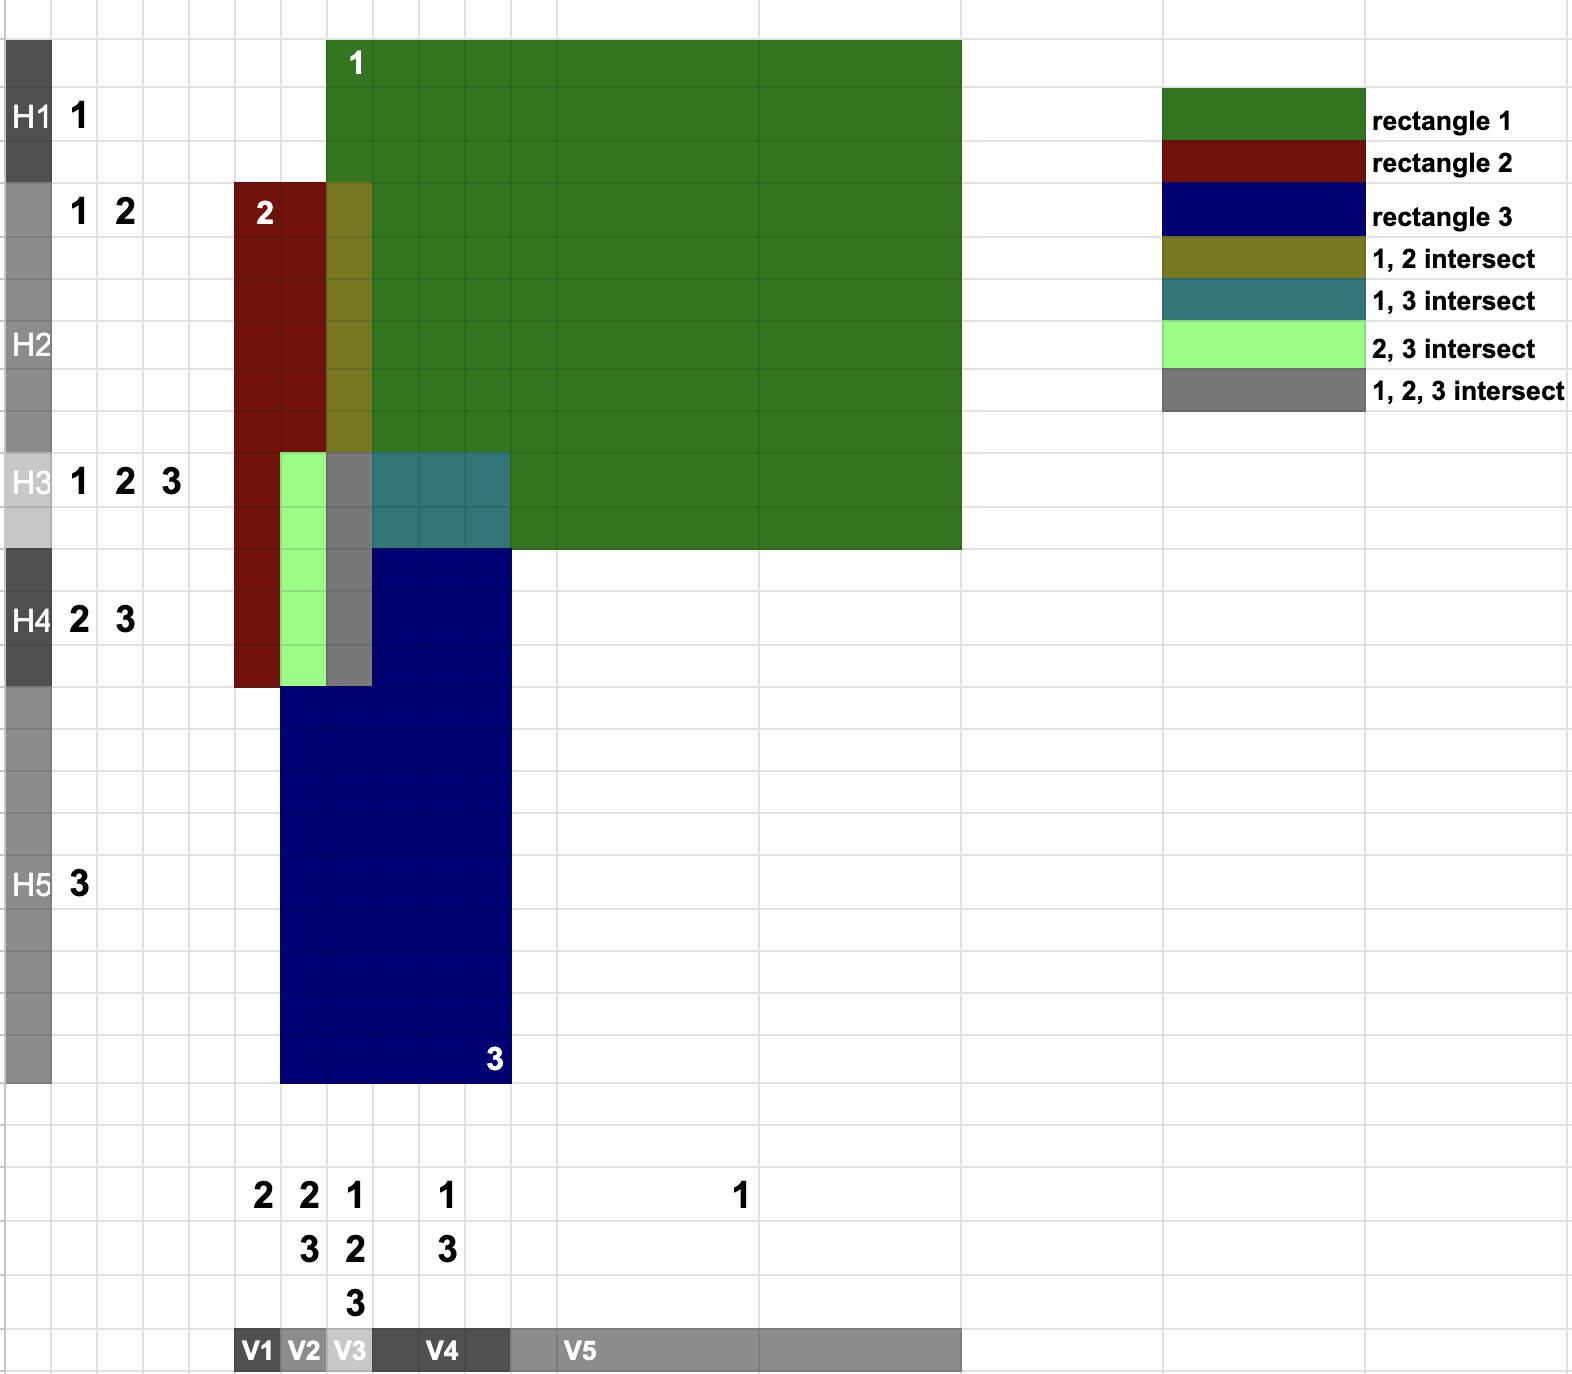 1
H1 1
rectangle 1
rectangle 2
1 2
2
rectangle 3
1, 2 intersect
1, 3 intersect
H2
2, 3 intersect
1, 2, 3 intersect
H3 1 2 3
H4 2 3
H5 3
3
2 2 1 1 1
3 2 3
3
V1 V2 V3 V4 V5